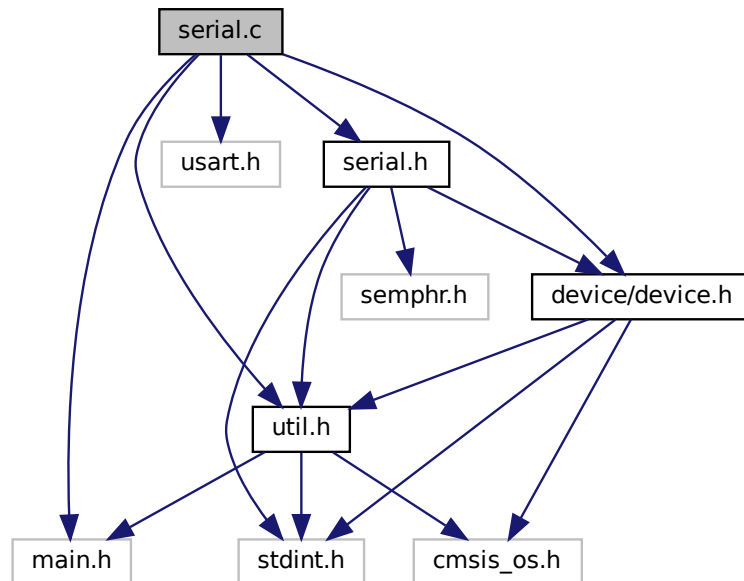 serial.c
usart.h
serial.h
semphr.h
device/device.h
util.h
main.h
stdint.h
cmsis_os.h